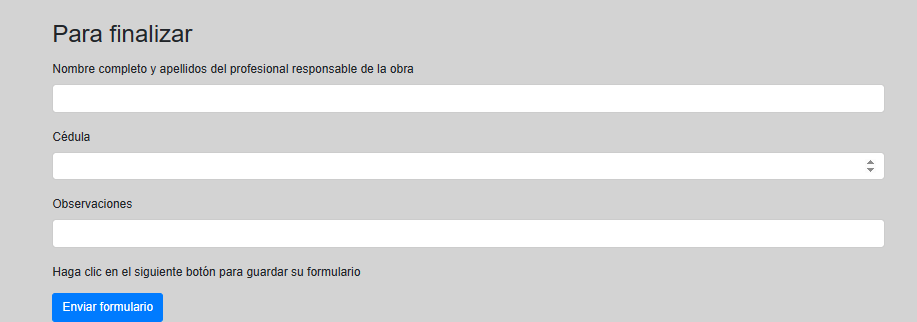 Para finalizar
Nombre completo y apellidos del profesional responsable de la obra
Cédula
Observaciones
Haga clic en el siguiente botón para guardar su formulario
Enviar formulario